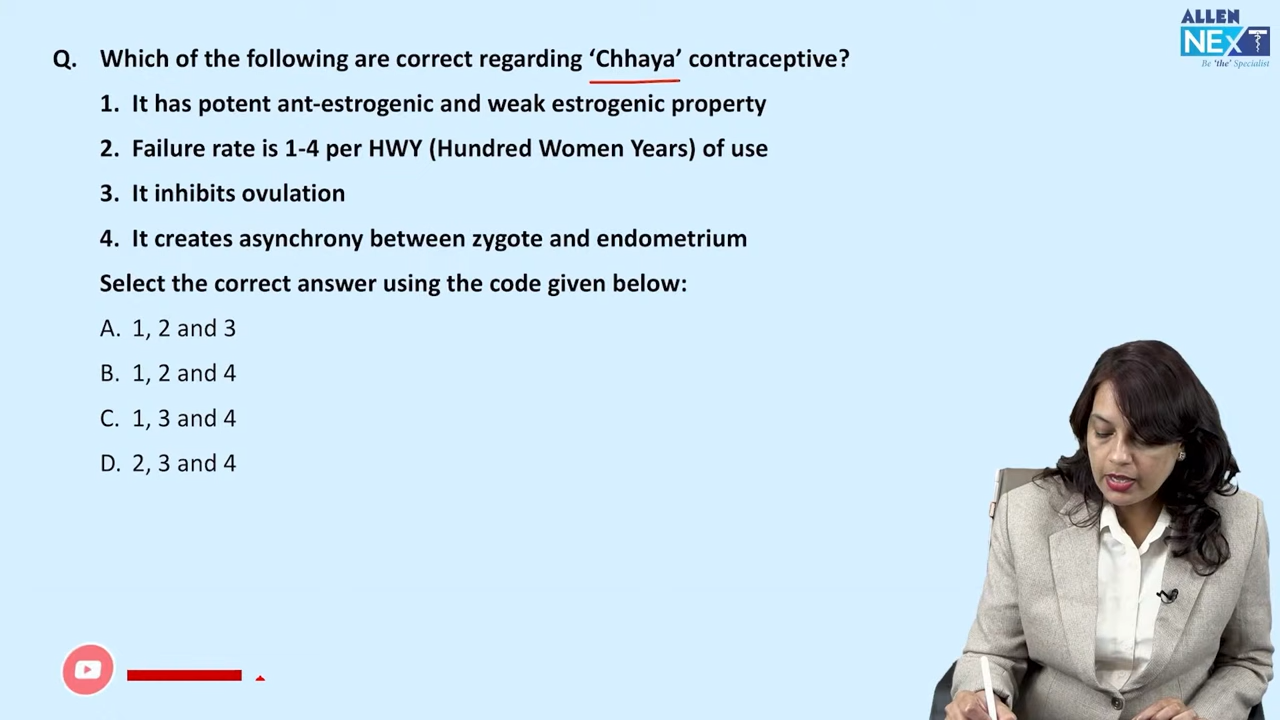 ALLEN
NEXT
Be 'the' Specialist
Q. Which of the following are correct regarding ‘Chhaya’ contraceptive?
1. It has potent ant-estrogenic and weak estrogenic property
2. Failure rate is 1-4 per HWY (Hundred Women Years) of use
3. It inhibits ovulation
4. It creates asynchrony between zygote and endometrium
Select the correct answer using the code given below:
A. 1, 2 and 3
B. 1, 2 and 4
C. 1, 3 and 4
D. 2, 3 and 4